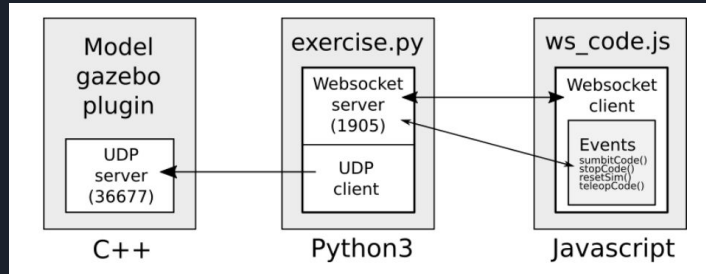 Model
gazebo
plugin
UDP
server
(36677)
C++
exercise.py
Websocket
server
(1905)
UDP
client
Python3
ws_code.js
Websocket
client
Events
sumbitCode()
stopCode()
resetSim()
teleopCode()
Javascript